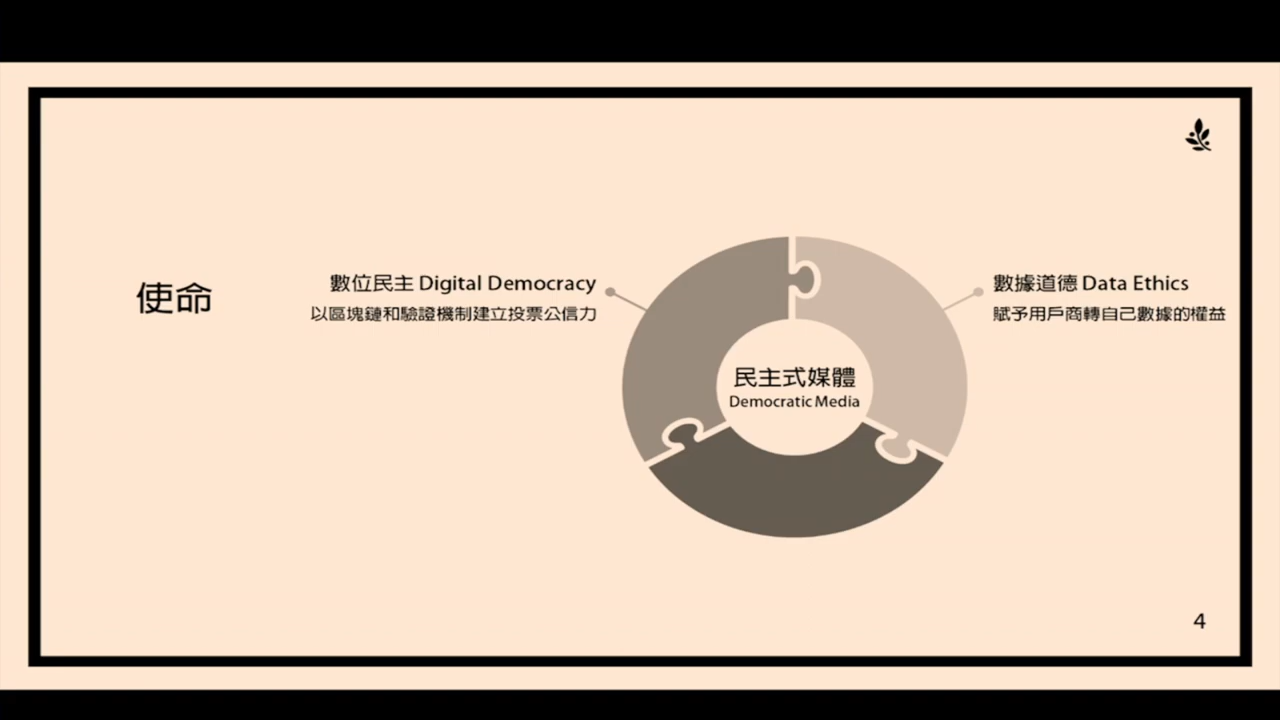 使命
數位民主 Digital Democracy
以區塊鏈和驗證機制建立投票公信力
數據道德 Data Ethics
賦予用戶商轉自己數據的權益
民主式媒體
Democratic Media
4